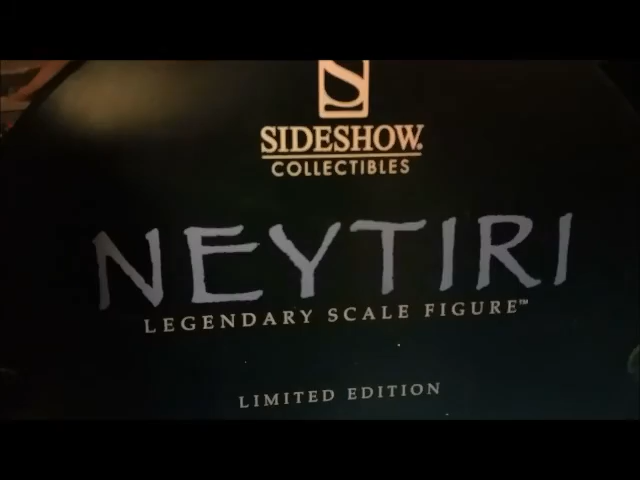 S
SIDESHOW.
COLLECTIBLES
NEYTIRI
LEGENDARY SCALE FIGURE™
LIMITED EDITION